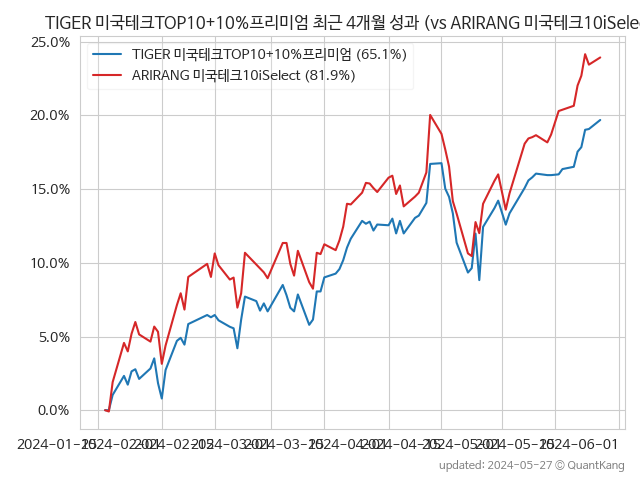 TIGER 미국테크TOP10+10%프리미엄 최근 4개월 성과 (vs ARIRANG 미국테크10iSele
25.0%
TIGER 미국테크TOP10+10%프리미엄 (65.1%)
ARIRANG 미국테크10iSelect (81.9%)
20.0%
15.0%
10.0%
5.0%
0.0%
2024-01-15 2024-02-01 2024-02-15 2024-03-01 2024-03-15 2024-04-01 2024-04-15 2024-05-01 2024-05-15 2024-06-01
updated: 2024-05-27 © QuantKang